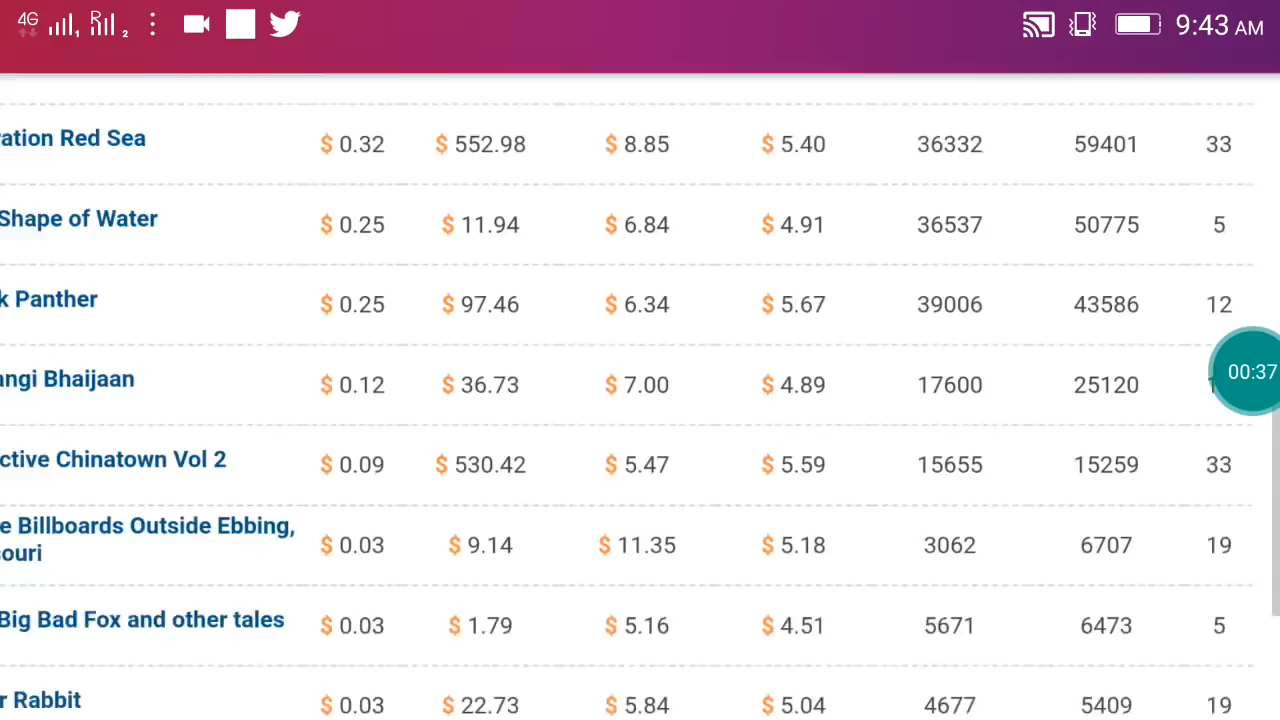 4G 1 R 2 9:43 AM
ration Red Sea $ 0.32 $ 552.98 $ 8.85 $ 5.40 36332 59401 33
Shape of Water $ 0.25 $ 11.94 $ 6.84 $ 4.91 36537 50775 5
k Panther $ 0.25 $ 97.46 $ 6.34 $ 5.67 39006 43586 12
angi Bhaijaan $ 0.12 $ 36.73 $ 7.00 $ 4.89 17600 25120
00:37
ctive Chinatown Vol 2 $ 0.09 $ 530.42 $ 5.47 $ 5.59 15655 15259 33
e Billboards Outside Ebbing,
souri $ 0.03 $ 9.14 $ 11.35 $ 5.18 3062 6707 19
Big Bad Fox and other tales $ 0.03 $ 1.79 $ 5.16 $ 4.51 5671 6473 5
r Rabbit $ 0.03 $ 22.73 $ 5.84 $ 5.04 4677 5409 19